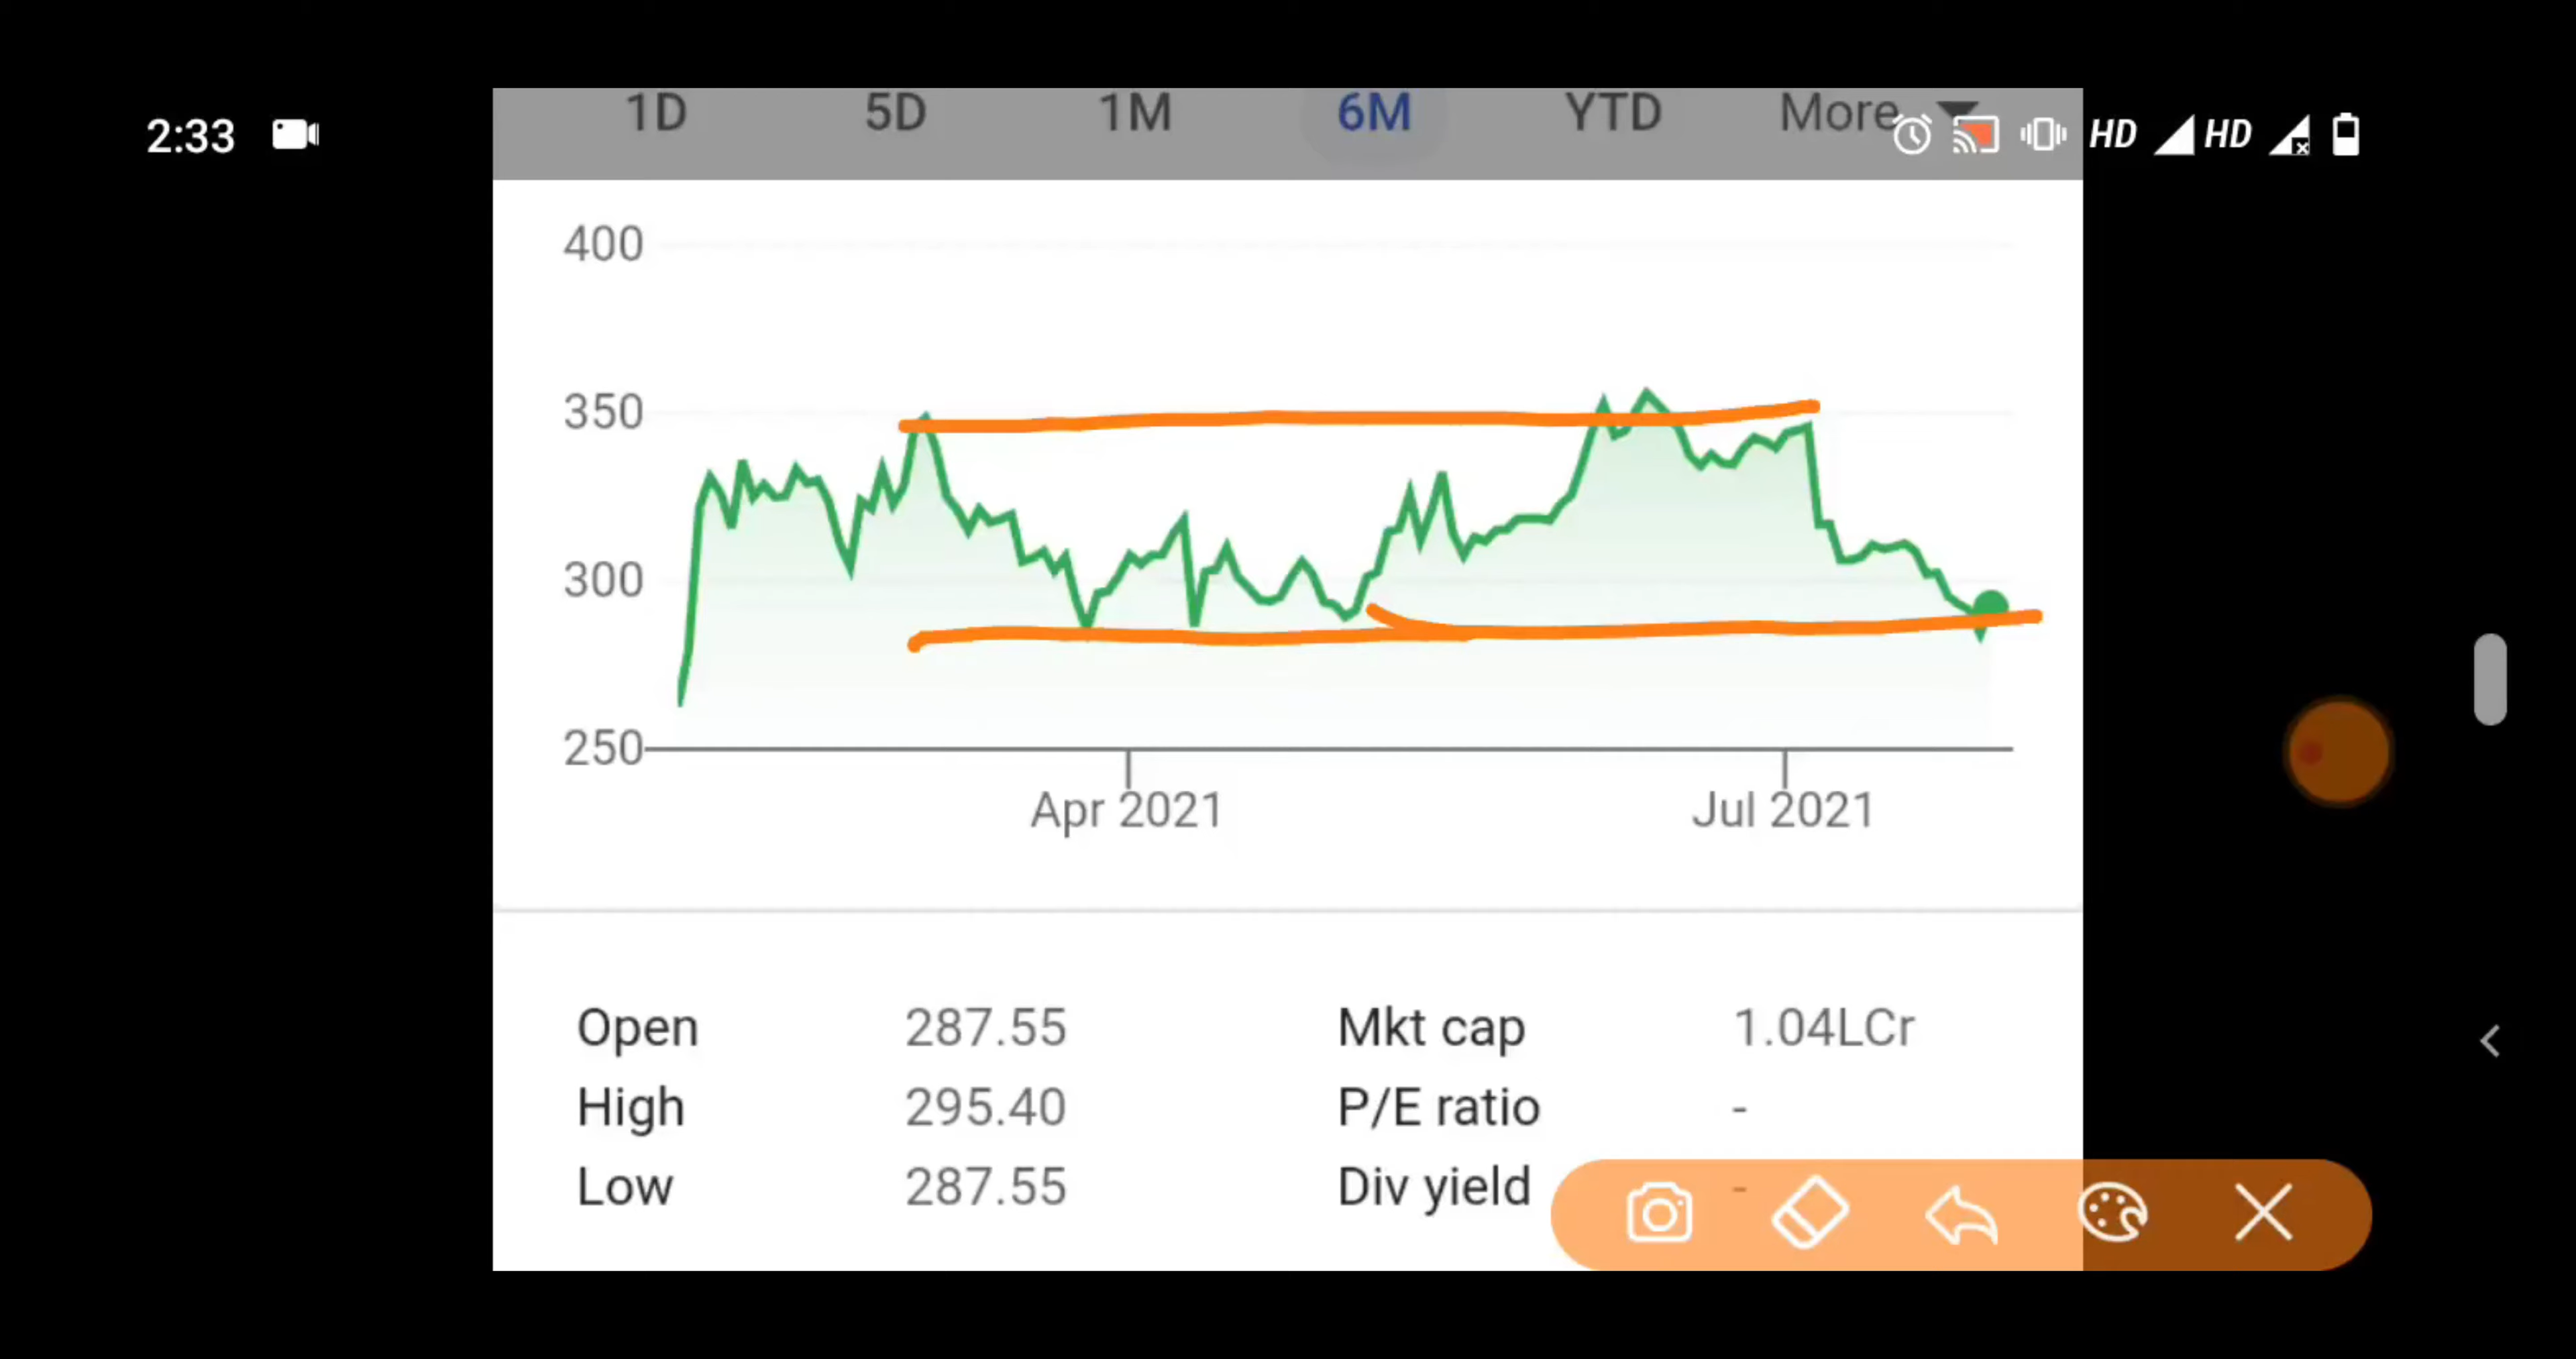 2:33 HD HD
1D 5D 1M 6M YTD More
400
350
300
250
Apr 2021 Jul 2021
Open 287.55 Mkt cap 1.04LCr
High 295.40 P/E ratio -
Low 287.55 Div yield -